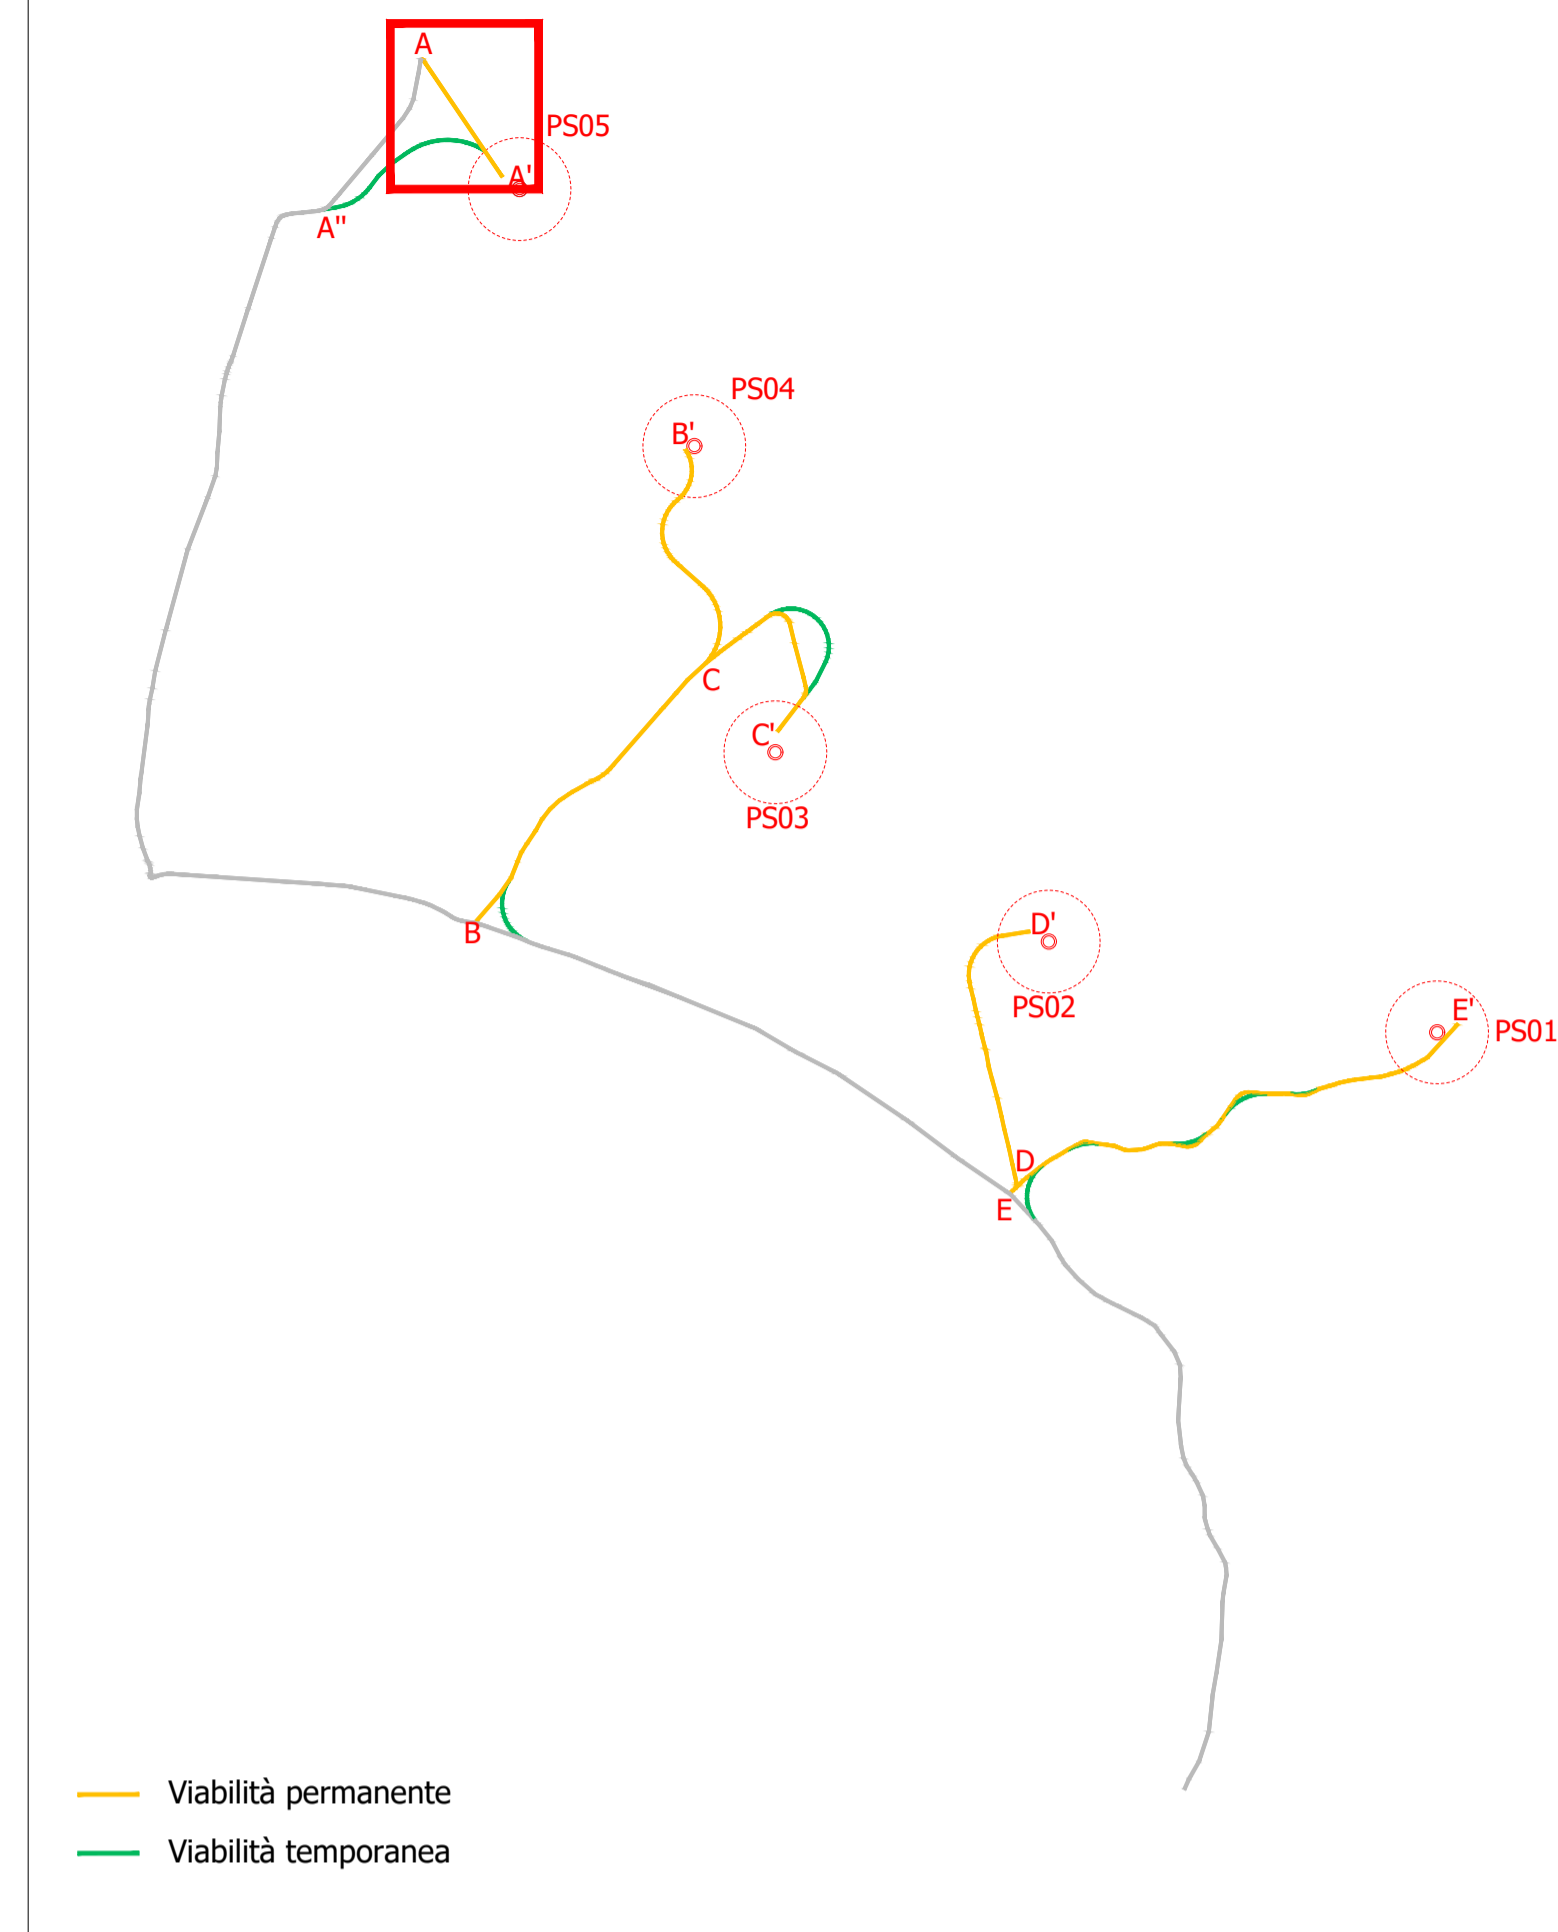 A
PS05
A'
A"
PS04
B'
C
C'
PS03
B
D'
PS02
E'
PS01
D
E
Viabilità permanente
Viabilità temporanea